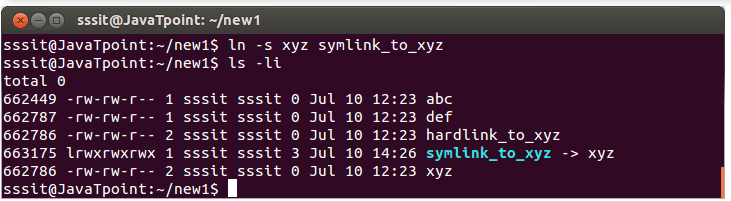 sssit@JavaTpoint: ~/new1
sssit@JavaTpoint:~/new1$ ln -s xyz symlink_to_xyz
sssit@JavaTpoint:~/new1$ ls -li
total 0
662449 -rw-rw-r-- 1 sssit sssit 0 Jul 10 12:23 abc
662787 -rw-rw-r-- 1 sssit sssit 0 Jul 10 12:23 def
662786 -rw-rw-r-- 2 sssit sssit 0 Jul 10 12:23 hardlink_to_xyz
663175 lrwxrwxrwx 1 sssit sssit 3 Jul 10 14:26 symlink_to_xyz -> xyz
662786 -rw-rw-r-- 2 sssit sssit 0 Jul 10 12:23 xyz
sssit@JavaTpoint:~/new1$